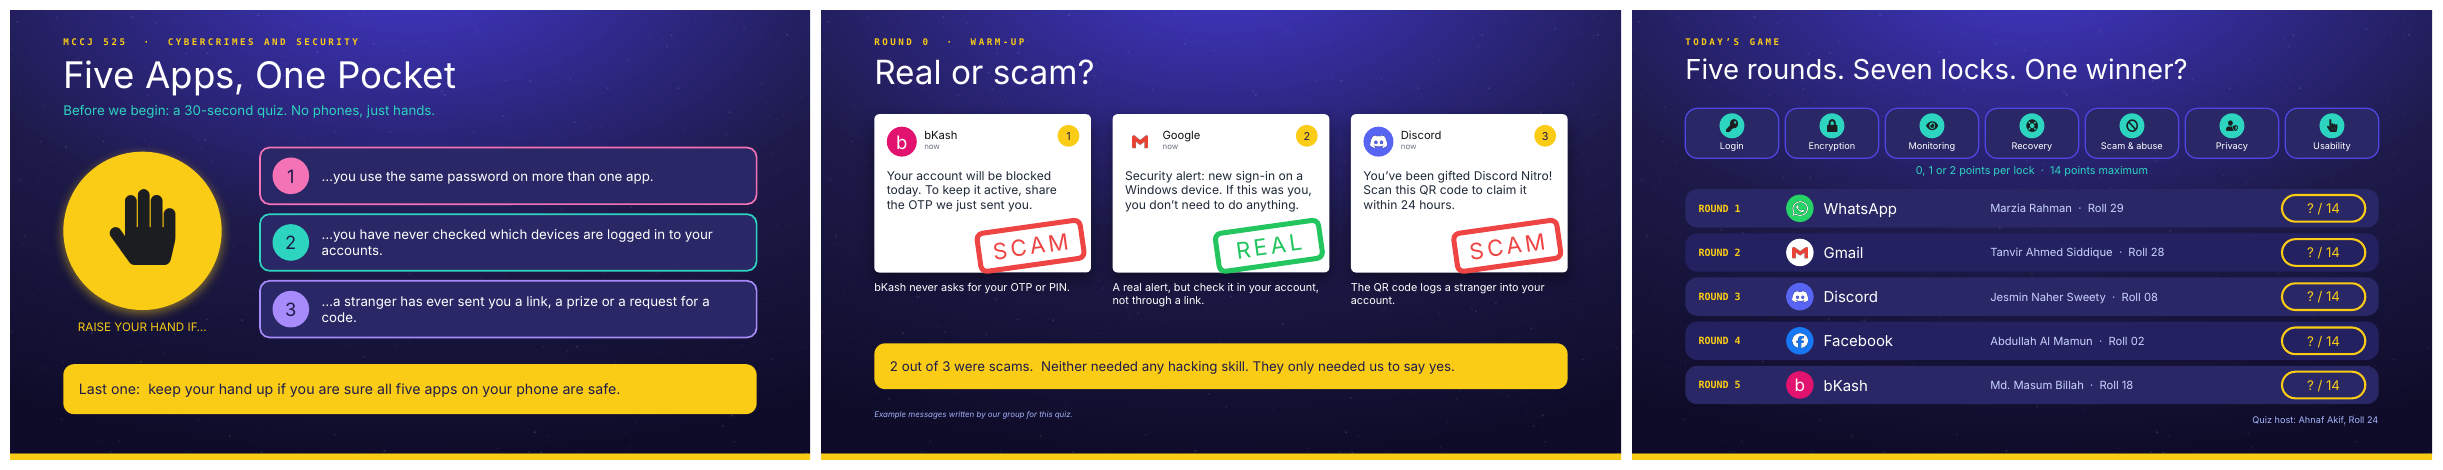 MCCJ 525 · CYBERCRIMES AND SECURITY
Five Apps, One Pocket
Before we begin: a 30-second quiz. No phones, just hands.
RAISE YOUR HAND IF...
1
...you use the same password on more than one app.
2
...you have never checked which devices are logged in to your
accounts.
3
...a stranger has ever sent you a link, a prize or a request for a
code.
Last one: keep your hand up if you are sure all five apps on your phone are safe.
ROUND 0 · WARM-UP
Real or scam?
b
bKash
now
1
Your account will be blocked
today. To keep it active, share
the OTP we just sent you.
SCAM
bKash never asks for your OTP or PIN.
Google
now
2
Security alert: new sign-in on a
Windows device. If this was you,
you don’t need to do anything.
REAL
A real alert, but check it in your account,
not through a link.
Discord
now
3
You’ve been gifted Discord Nitro!
Scan this QR code to claim it
within 24 hours.
SCAM
The QR code logs a stranger into your
account.
2 out of 3 were scams. Neither needed any hacking skill. They only needed us to say yes.
Example messages written by our group for this quiz.
TODAY’S GAME
Five rounds. Seven locks. One winner?
Login
Encryption
Monitoring
Recovery
Scam & abuse
Privacy
Usability
0, 1 or 2 points per lock · 14 points maximum
ROUND 1 WhatsApp Marzia Rahman · Roll 29 ? / 14
ROUND 2 Gmail Tanvir Ahmed Siddique · Roll 28 ? / 14
ROUND 3 Discord Jesmin Naher Sweety · Roll 08 ? / 14
ROUND 4 Facebook Abdullah Al Mamun · Roll 02 ? / 14
ROUND 5 b bKash Md. Masum Billah · Roll 18 ? / 14
Quiz host: Ahnaf Akif, Roll 24